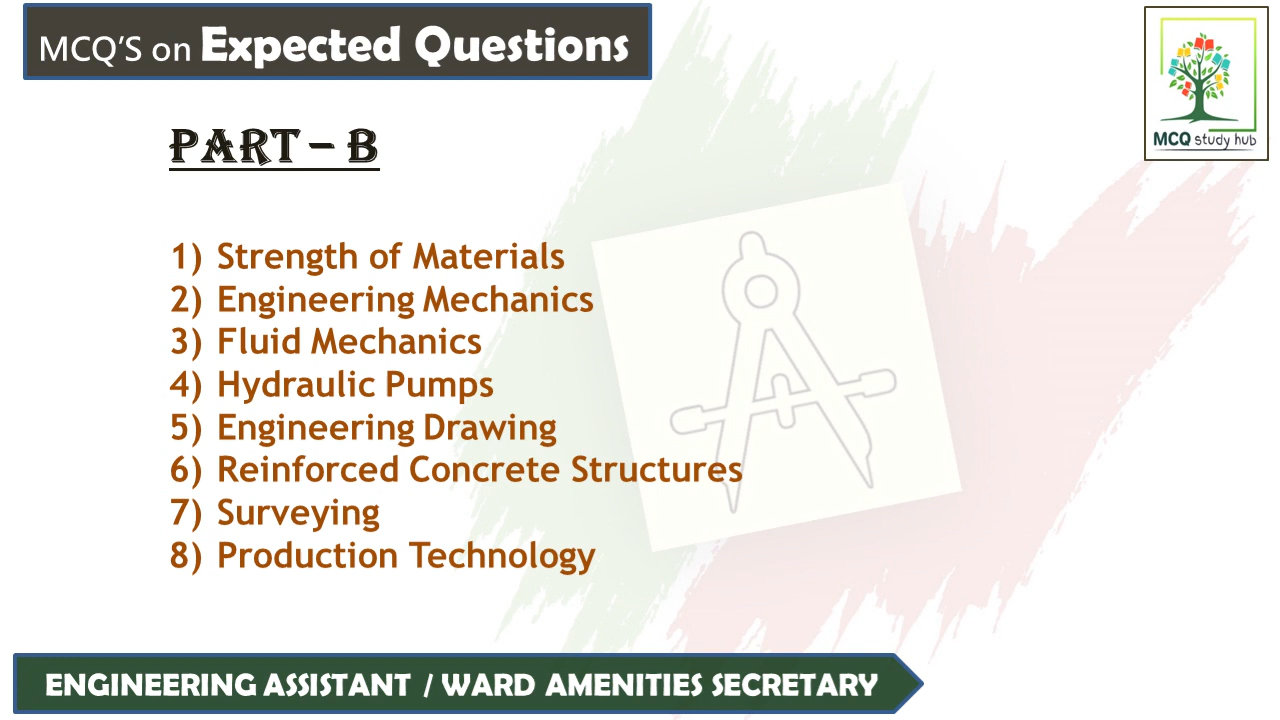 MCQ'S on Expected Questions
MCQ study hub
PART – B
1) Strength of Materials
2) Engineering Mechanics
3) Fluid Mechanics
4) Hydraulic Pumps
5) Engineering Drawing
6) Reinforced Concrete Structures
7) Surveying
8) Production Technology
ENGINEERING ASSISTANT / WARD AMENITIES SECRETARY